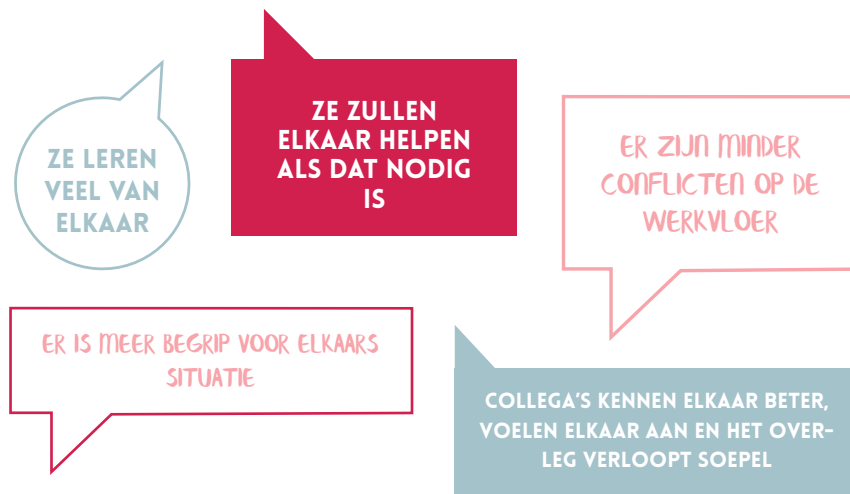 ZE LEREN
VEEL VAN
ELKAAR
ZE ZULLEN
ELKAAR HELPEN
ALS DAT NODIG
IS
ER ZIJN MINDER
CONFLICTEN OP DE
WERKVLOER
ER IS MEER BEGRIP VOOR ELKAARS
SITUATIE
COLLEGA'S KENNEN ELKAAR BETER,
VOELEN ELKAAR AAN EN HET OVER-
LEG VERLOOPT SOEPEL